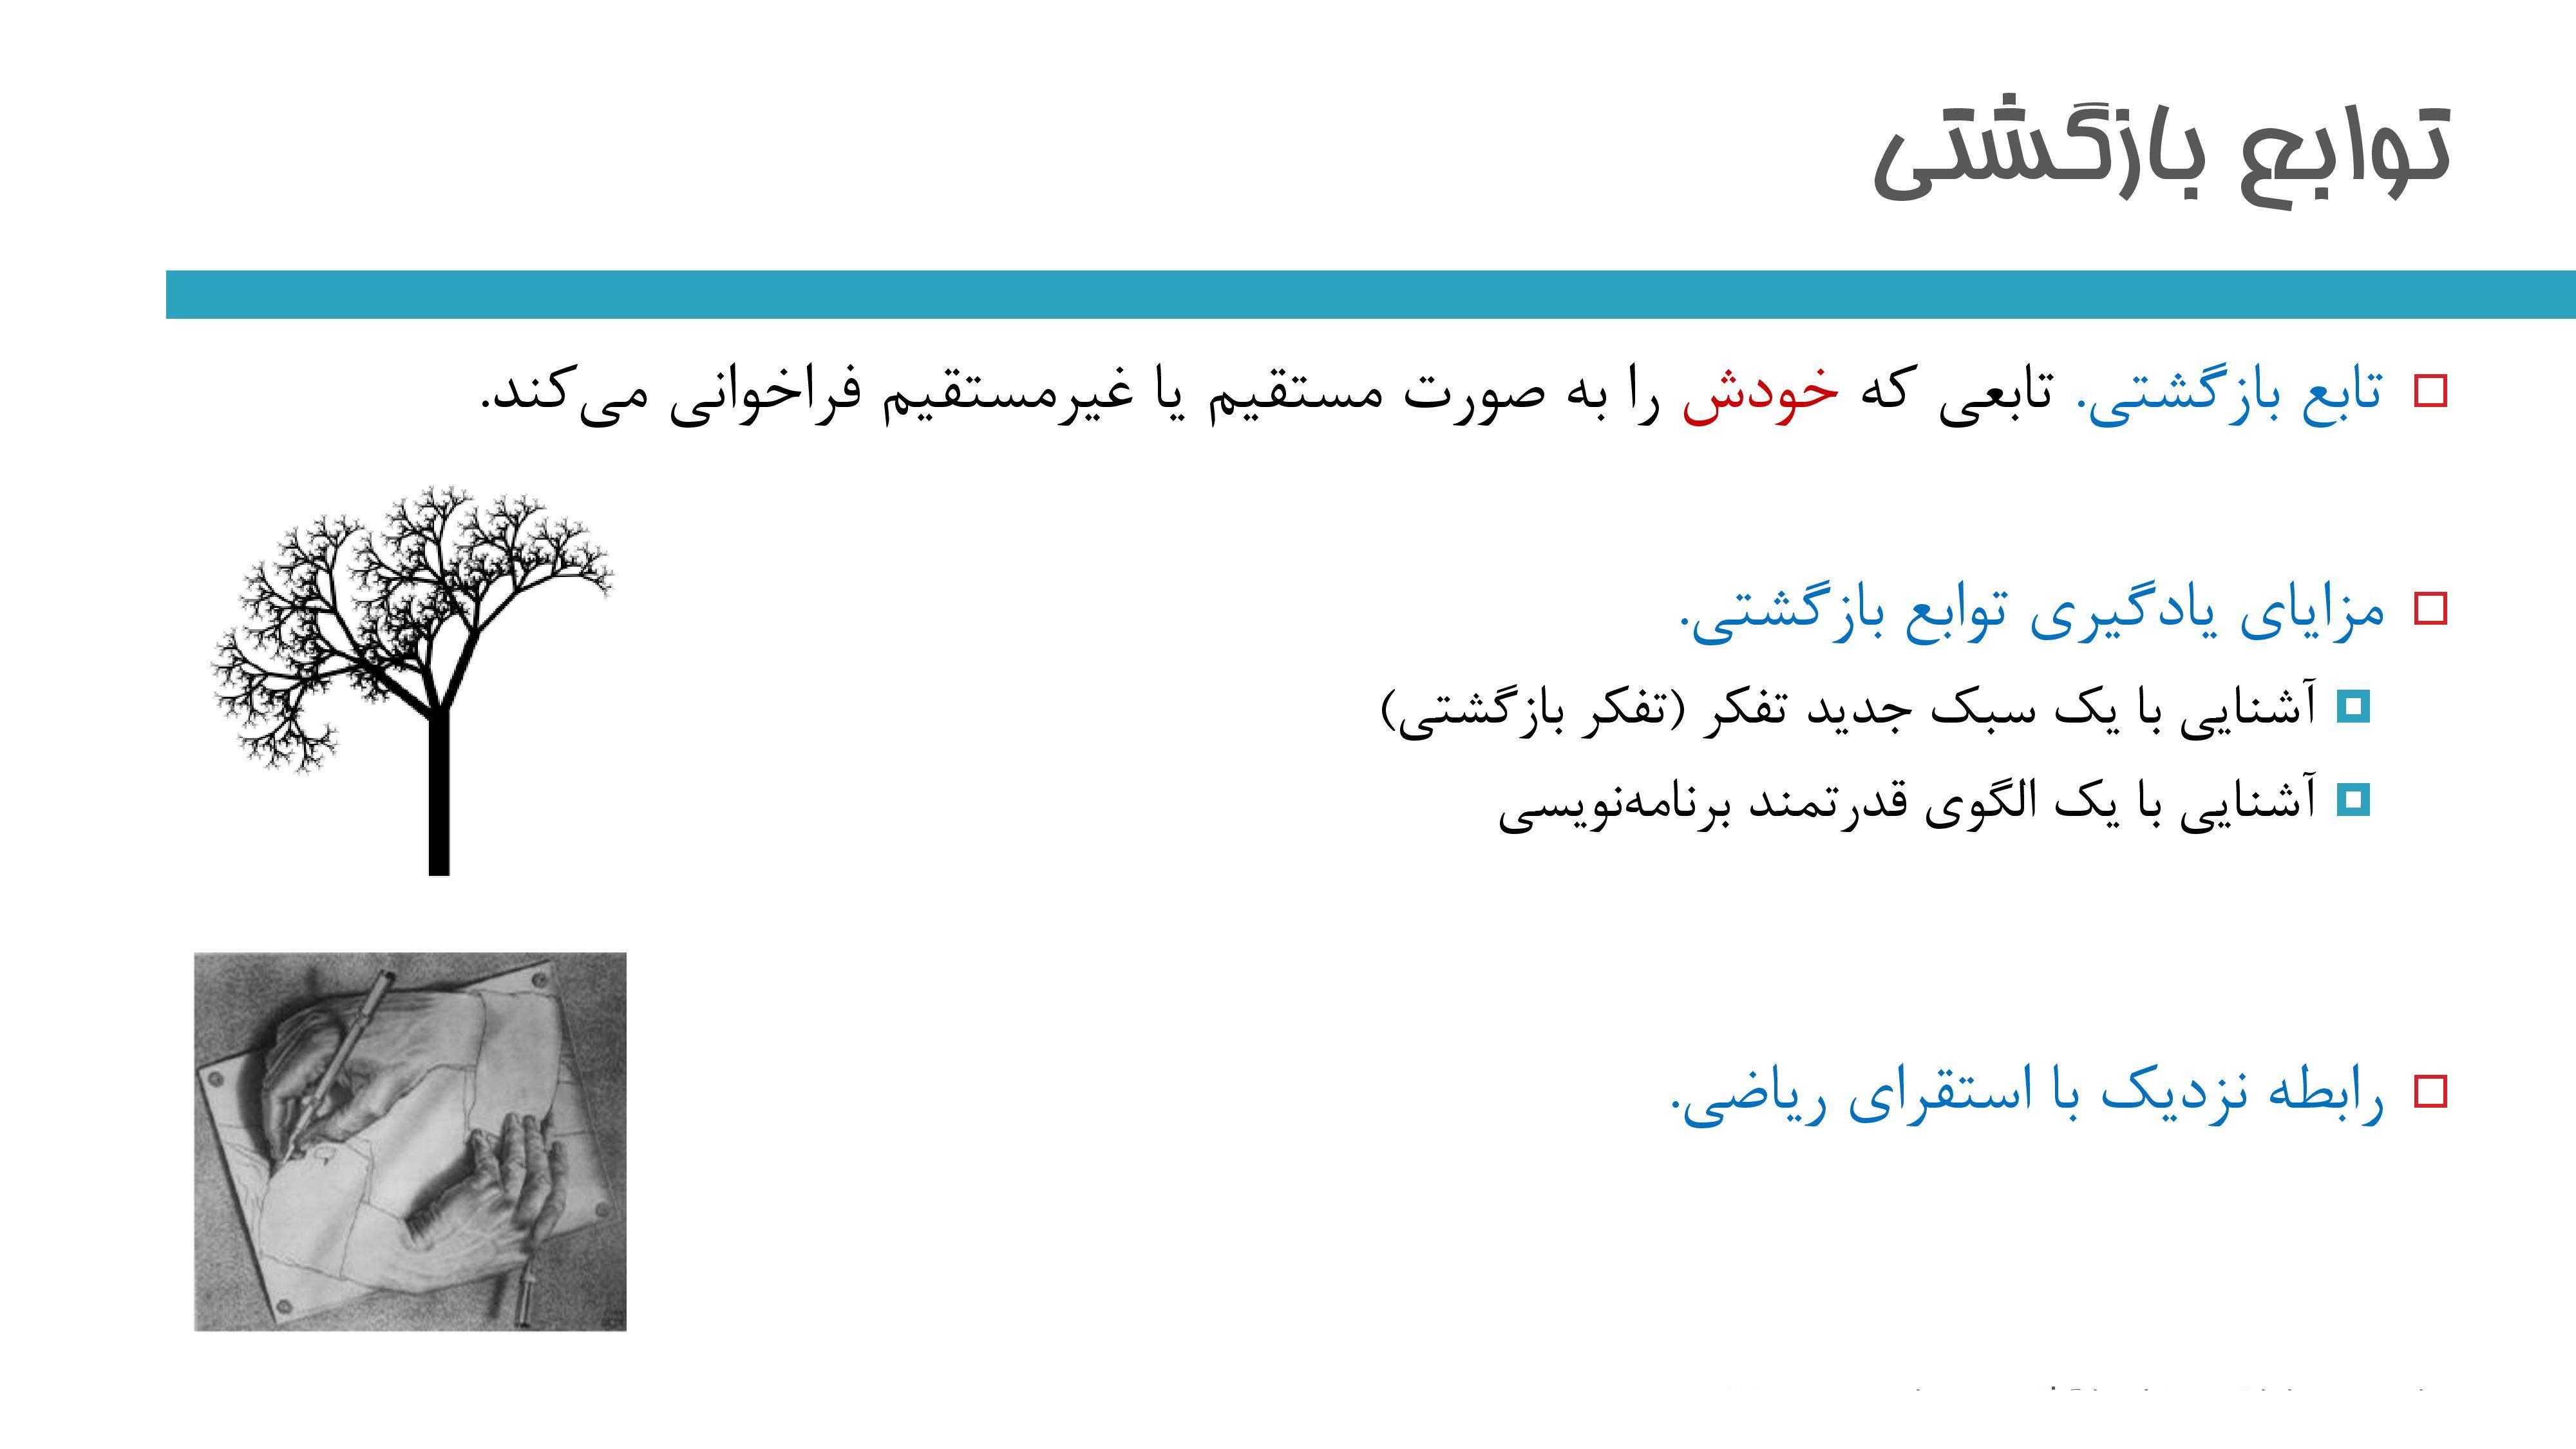 توابع بازگشتی
تابع بازگشتی. تابعی که خودش را به صورت مستقیم یا غیرمستقیم فراخوانی می‌کند.
مزایای یادگیری توابع بازگشتی.
آشنایی با یک سبک جدید تفکر (تفکر بازگشتی)
آشنایی با یک الگوی قدرتمند برنامه‌نویسی
رابطه نزدیک با استقرای ریاضی.